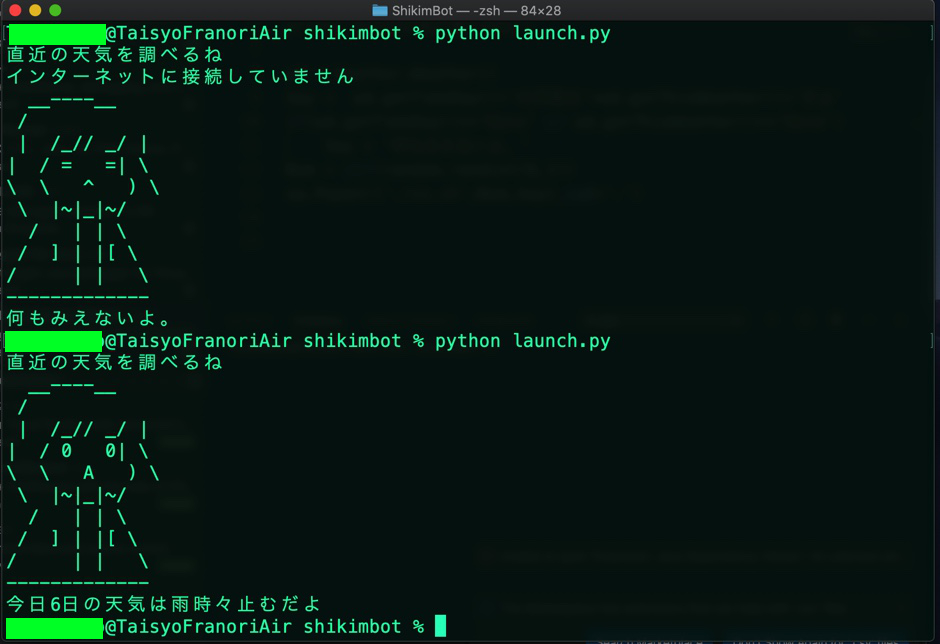 ShikimBot — -zsh — 84×28
@TaisyoFranoriAir shikimbot % python launch.py
直近の天気を調べるね
インターネットに接続していません
  __----__
 /
 |  /_// _/ |
|  / =   =| \
\  \   ^   ) \
 \  |~|_|~/
  /   | | \
 /  ] | |[ \
/     | |   \
-------------
何もみえないよ。
@TaisyoFranoriAir shikimbot % python launch.py
直近の天気を調べるね
  __----__
 /
 |  /_// _/ |
|  / 0   0| \
\  \   A   ) \
 \  |~|_|~/
  /   | | \
 /  ] | |[ \
/     | |   \
-------------
今日6日の天気は雨時々止むだよ
@TaisyoFranoriAir shikimbot %